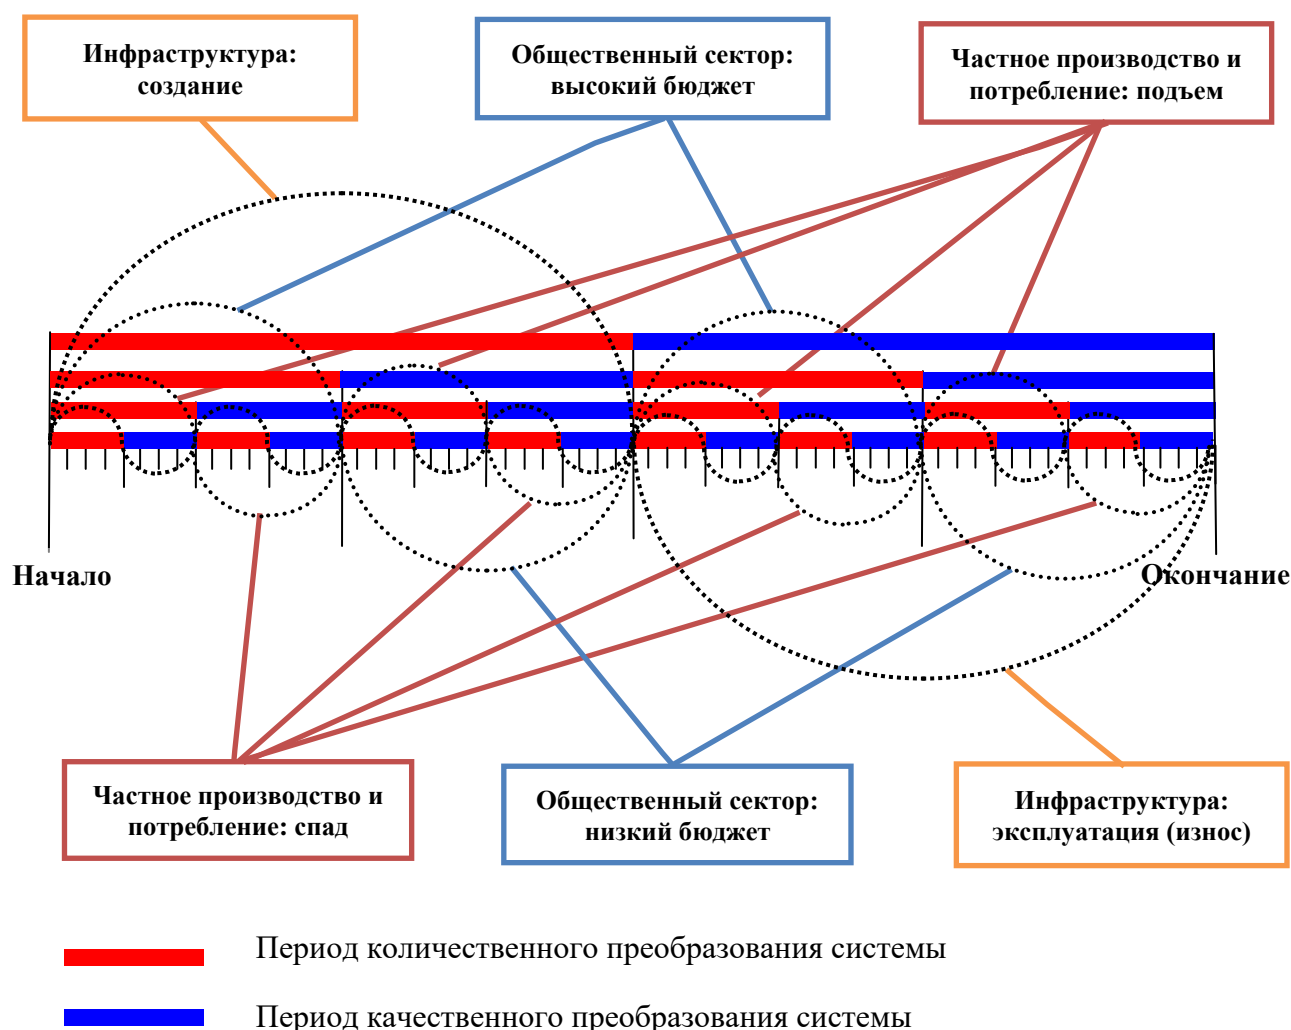 Инфраструктура:
создание
Общественный сектор:
высокий бюджет
Частное производство и
потребление: подъем
Начало
Окончание
Частное производство и
потребление: спад
Общественный сектор:
низкий бюджет
Инфраструктура:
эксплуатация (износ)
Период количественного преобразования системы
Период качественного преобразования системы